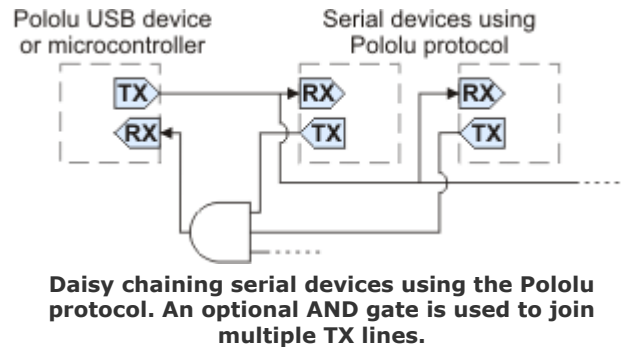 Pololu USB device
or microcontroller
Serial devices using
Pololu protocol
TX
RX
RX
TX
RX
TX
Daisy chaining serial devices using the Pololu
protocol. An optional AND gate is used to join
multiple TX lines.